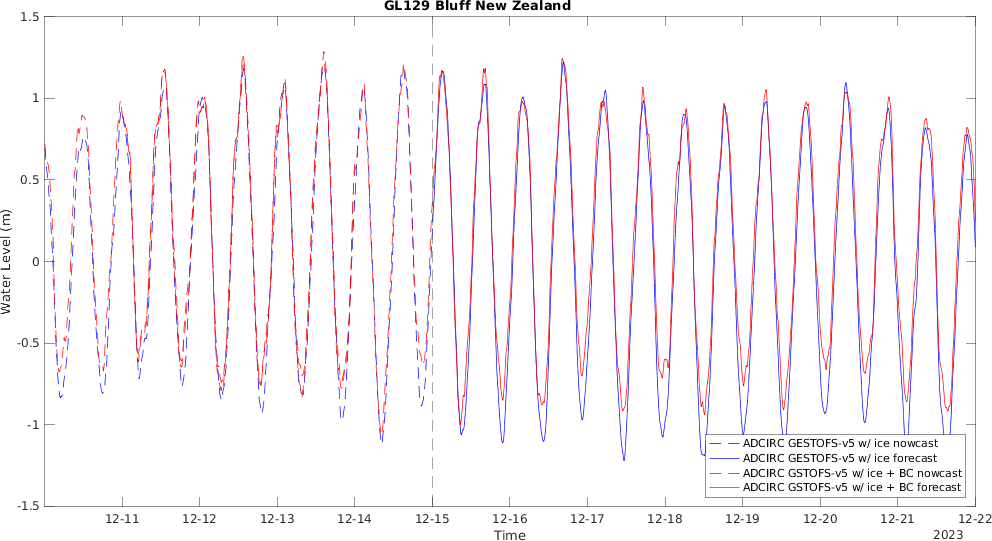 GL129 Bluff New Zealand
1.5
1
0.5
0
-0.5
-1
-1.5
Water Level (m)
12-11 12-12 12-13 12-14 12-15 12-16 12-17 12-18 12-19 12-20 12-21 12-22
Time
2023
ADCIRC GESTOFS-v5 w/ ice nowcast
ADCIRC GESTOFS-v5 w/ ice forecast
ADCIRC GSTOFS-v5 w/ ice + BC nowcast
ADCIRC GSTOFS-v5 w/ ice + BC forecast